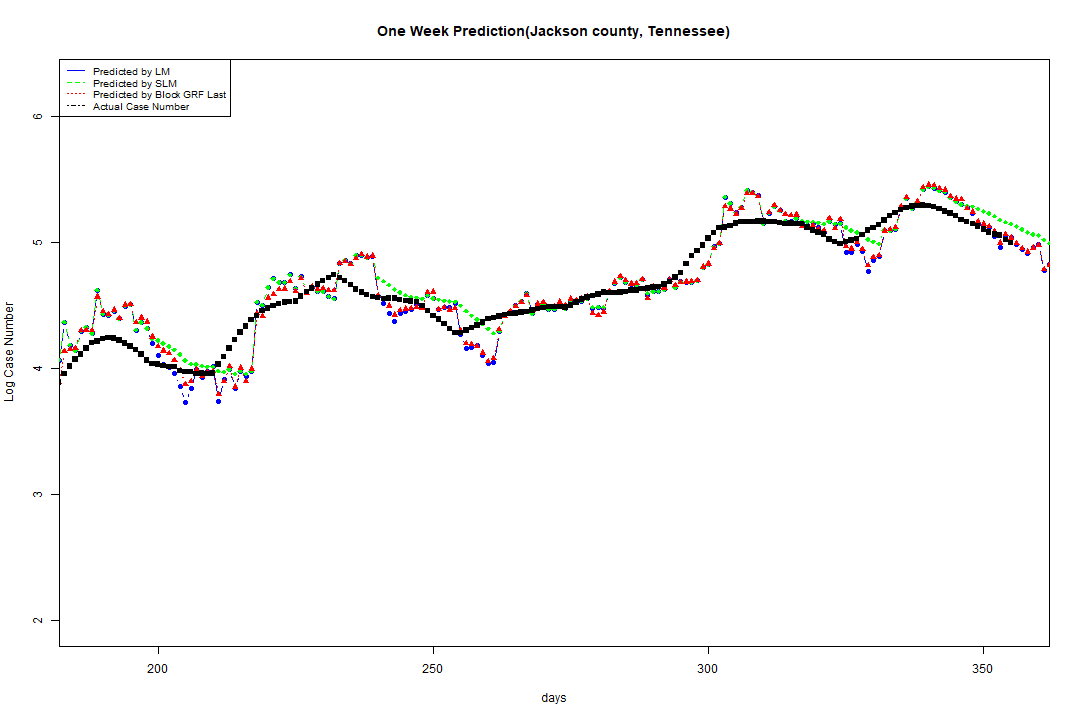 One Week Prediction(Jackson county, Tennessee)
Predicted by LM
Predicted by SLM
Predicted by Block GRF Last
Actual Case Number
6
5
4
3
2
Log Case Number
200
250
300
350
days